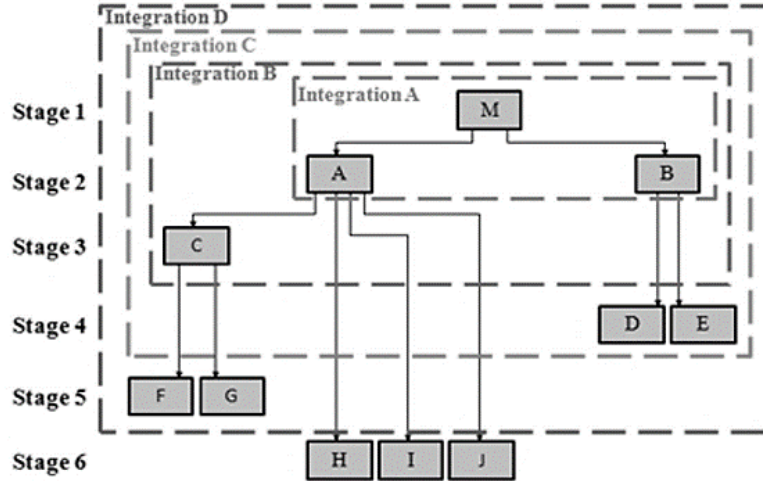 Integration D
Integration C
Integration B
Integration A
Stage 1
M
Stage 2
A
B
Stage 3
C
Stage 4
D
E
Stage 5
F
G
Stage 6
H
I
J